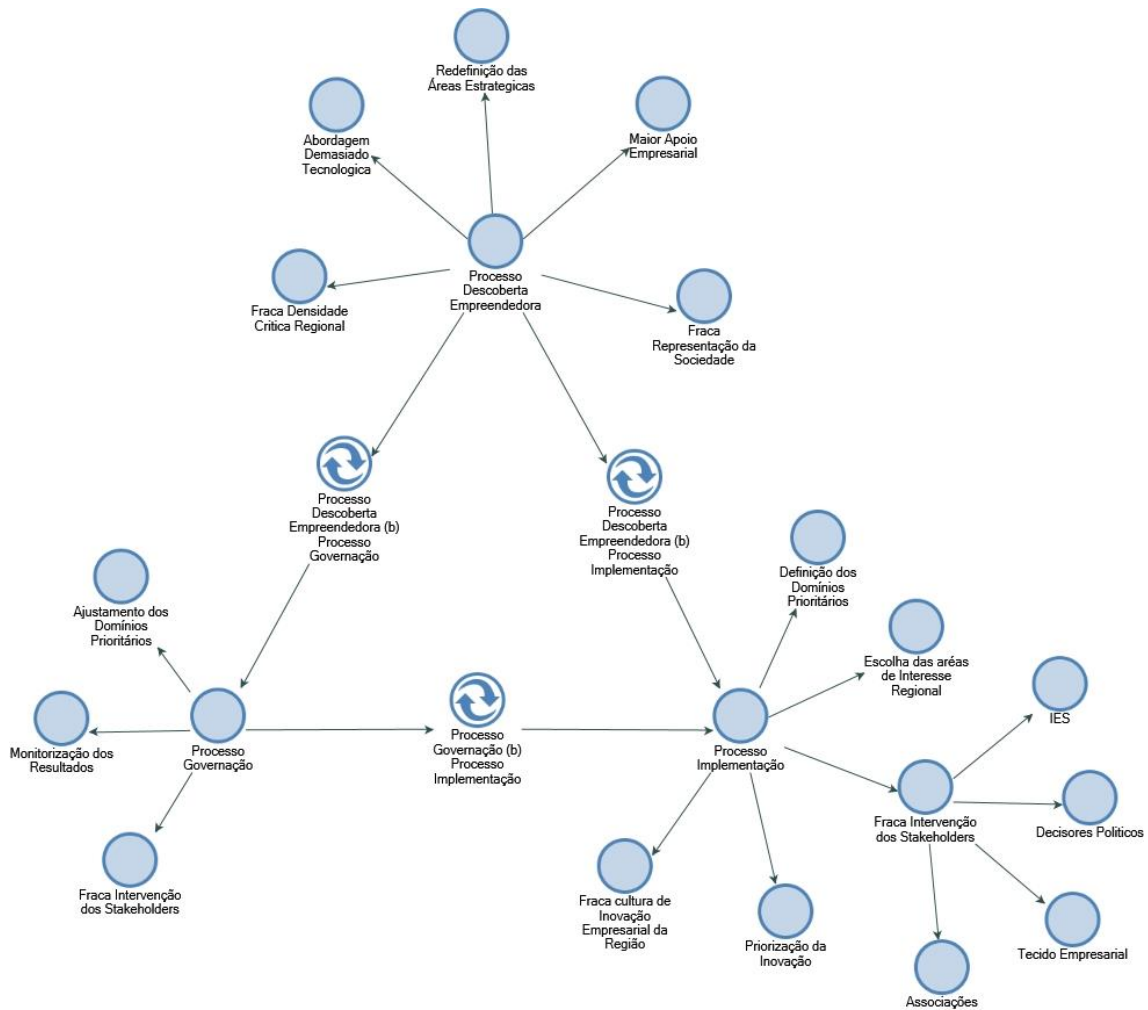 Redefinição das
Áreas Estrategicas
Abordagem
Demasiado
Tecnologica
Maior Apoio
Empresarial
Processo
Descoberta
Empreendedora
Fraca Densidade
Critica Regional
Fraca
Representação da
Sociedade
Processo
Descoberta
Empreendedora (b)
Processo
Governação
Processo
Descoberta
Empreendedora (b)
Processo
Implementação
Definição dos
Domínios
Prioritários
Ajustamento dos
Domínios
Prioritários
Escolha das aréas
de Interesse
Regional
IES
Monitorização dos
Resultados
Processo
Governação
Processo
Governação (b)
Processo
Implementação
Processo
Implementação
Fraca Intervenção
dos Stakeholders
Decisores Politicos
Fraca Intervenção
dos Stakeholders
Fraca cultura de
Inovação
Empresarial da
Região
Priorização da
Inovação
Tecido Empresarial
Associações